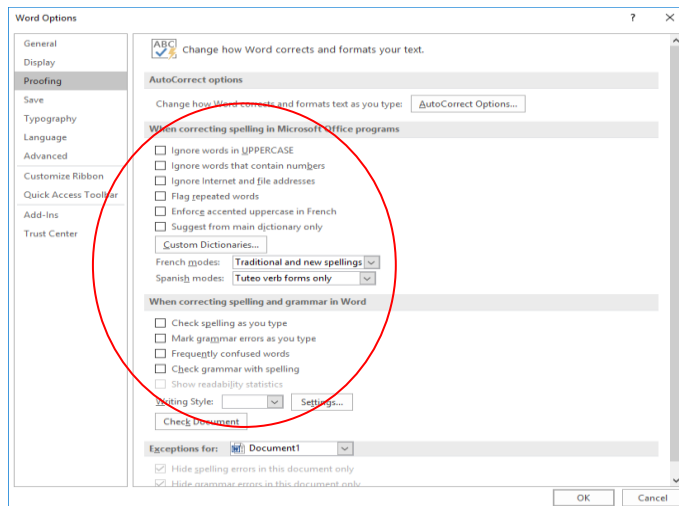 Word Options
? ✕
General
Display
Proofing
Save
Typography
Language
Advanced
Customize Ribbon
Quick Access Toolbar
Add-Ins
Trust Center
ABC
Change how Word corrects and formats your text.
AutoCorrect options
Change how Word corrects and formats text as you type: AutoCorrect Options...
When correcting spelling in Microsoft Office programs
Ignore words in UPPERCASE
Ignore words that contain numbers
Ignore Internet and file addresses
Flag repeated words
Enforce accented uppercase in French
Suggest from main dictionary only
Custom Dictionaries...
French modes: Traditional and new spellings
Spanish modes: Tuteo verb forms only
When correcting spelling and grammar in Word
Check spelling as you type
Mark grammar errors as you type
Frequently confused words
Check grammar with spelling
Show readability statistics
Writing Style: Settings...
Check Document
Exceptions for: Document1
Hide spelling errors in this document only
Hide grammar errors in this document only
OK Cancel